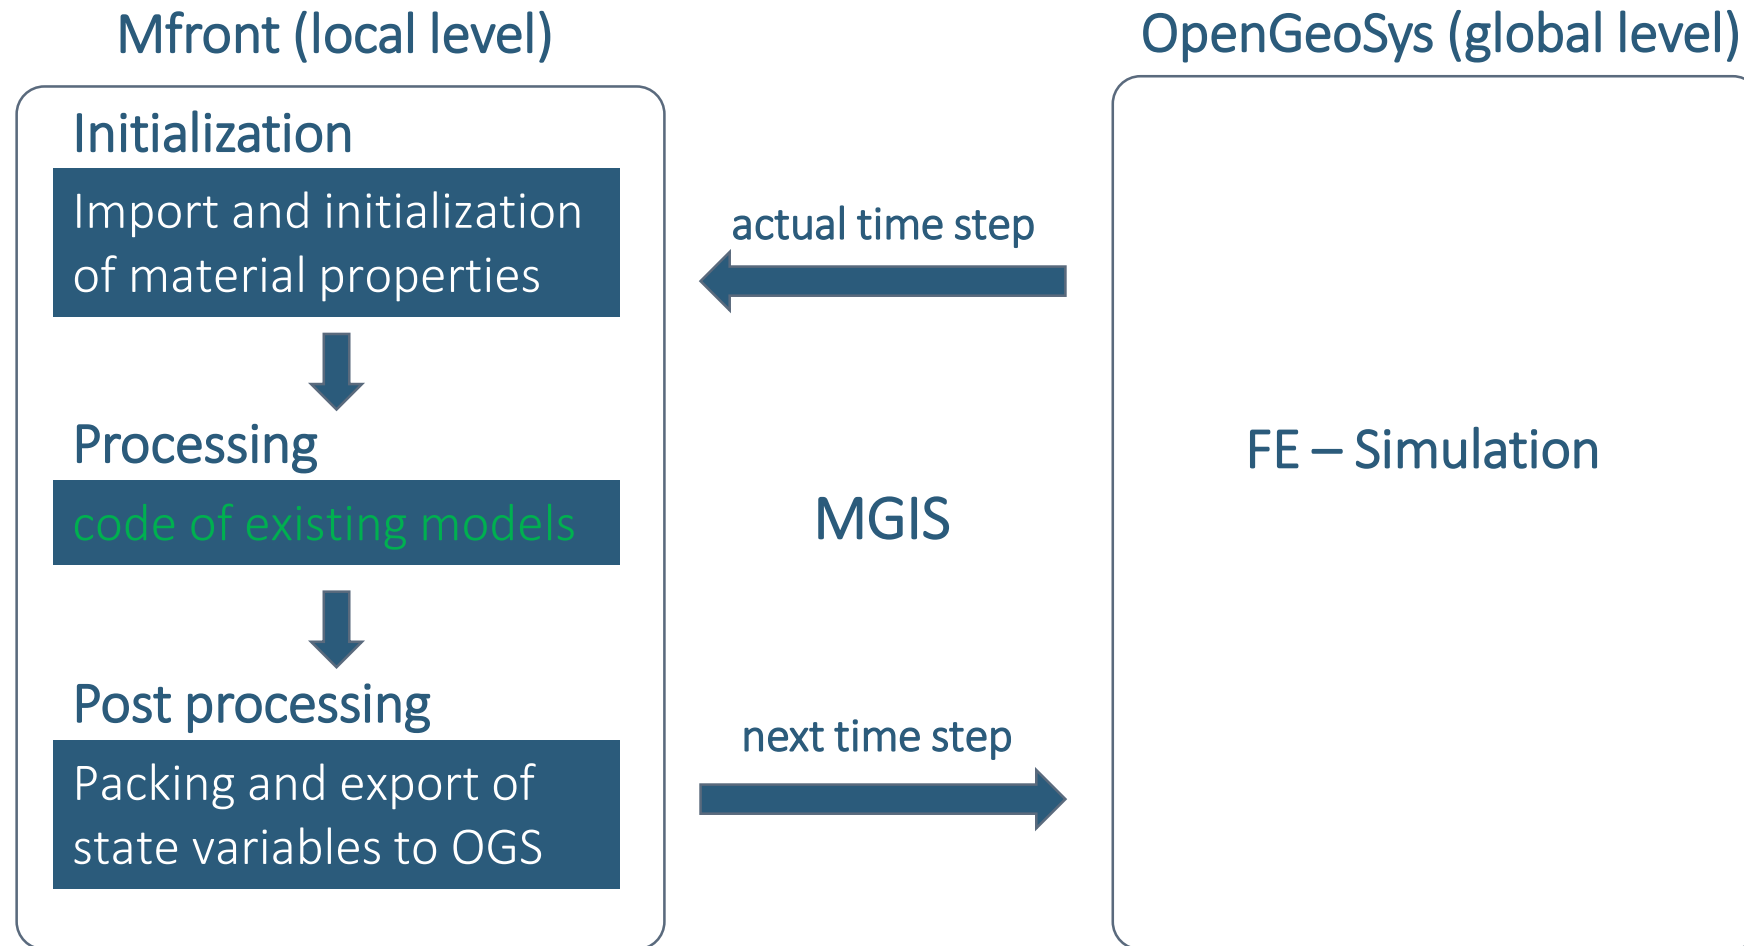 Mfront (local level)
OpenGeoSys (global level)
Initialization
Import and initialization
of material properties
Processing
code of existing models
Post processing
Packing and export of
state variables to OGS
actual time step
MGIS
next time step
FE – Simulation